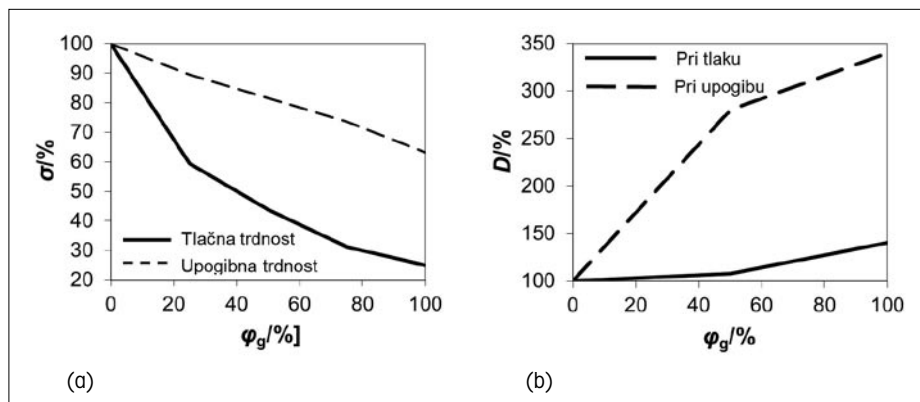 100
90
80
70
60
50
40
30
20
σ/%
Tlačna trdnost
Upogibna trdnost
0 20 40 60 80 100
φg/%]
(a)
350
300
250
200
150
100
D/%
Pri tlaku
Pri upogibu
0 20 40 60 80 100
φg/%
(b)